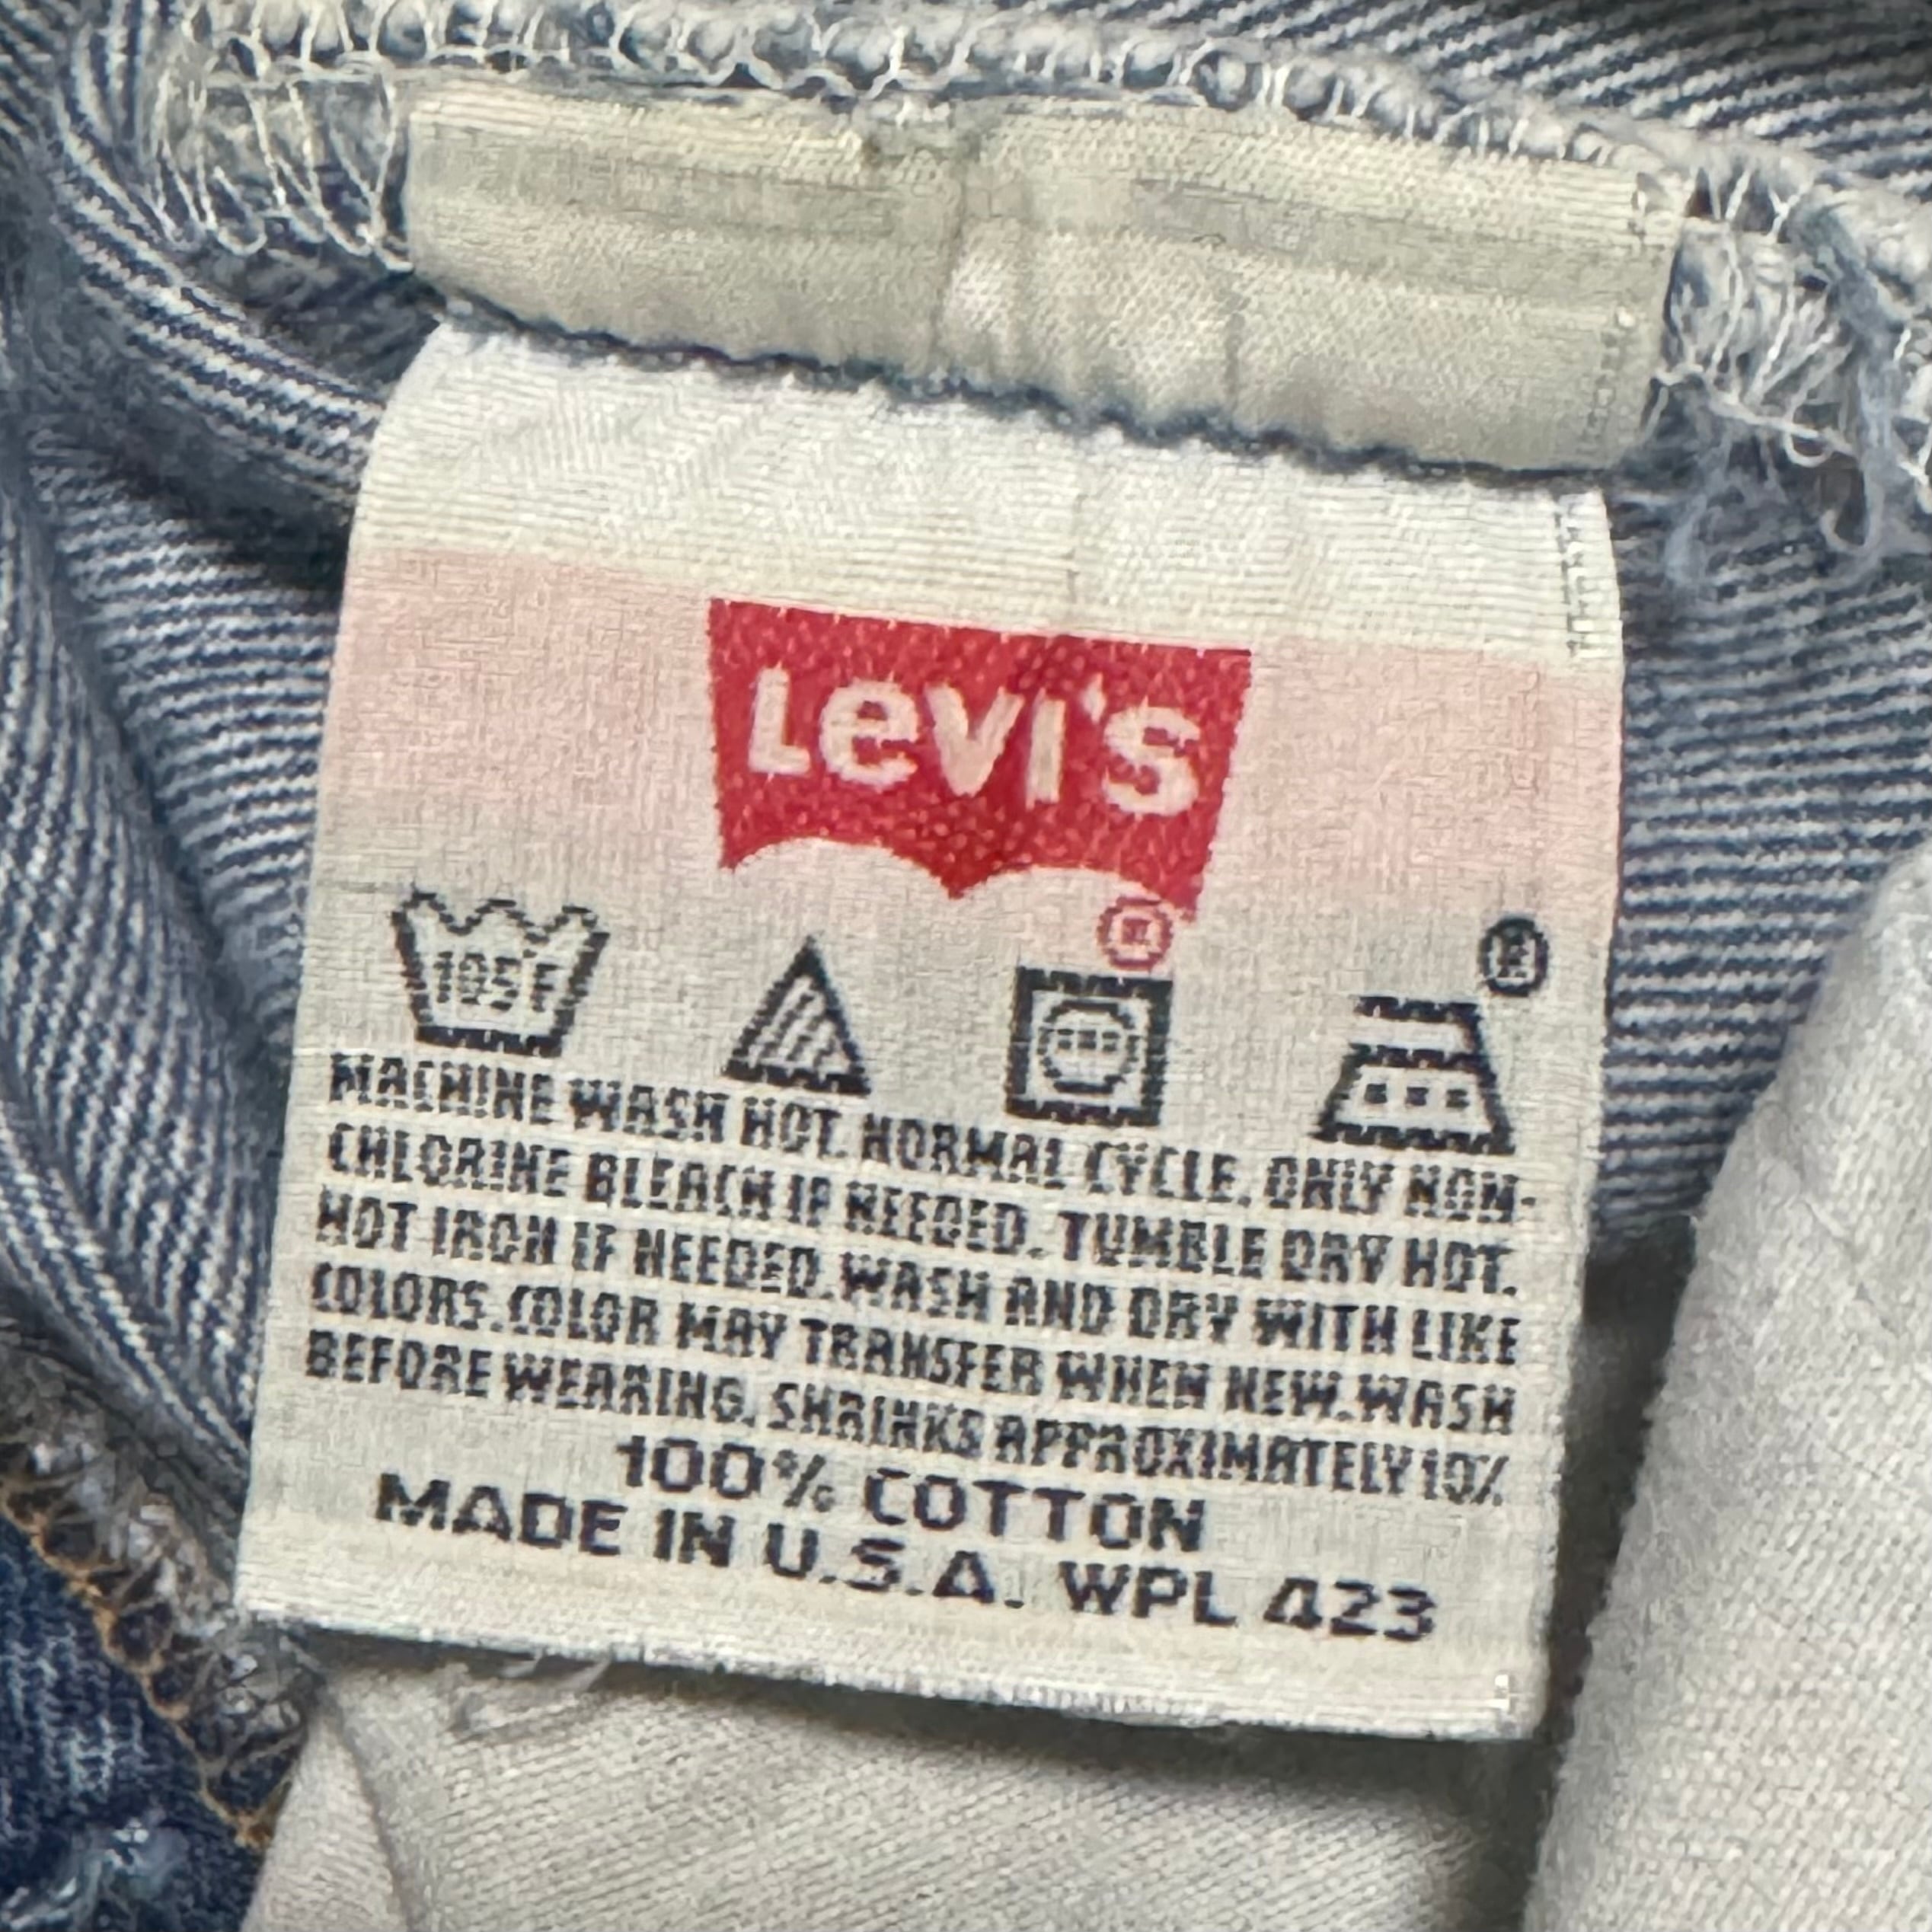 Levi's
®
®
105°F
MACHINE WASH HOT. NORMAL CYCLE. ONLY NON-
CHLORINE BLEACH IF NEEDED. TUMBLE DRY HOT.
HOT IRON IF NEEDED. WASH AND DRY WITH LIKE
COLORS. COLOR MAY TRANSFER WHEN NEW. WASH
BEFORE WEARING. SHRINKS APPROXIMATELY 10%
100% COTTON
MADE IN U.S.A. WPL 423